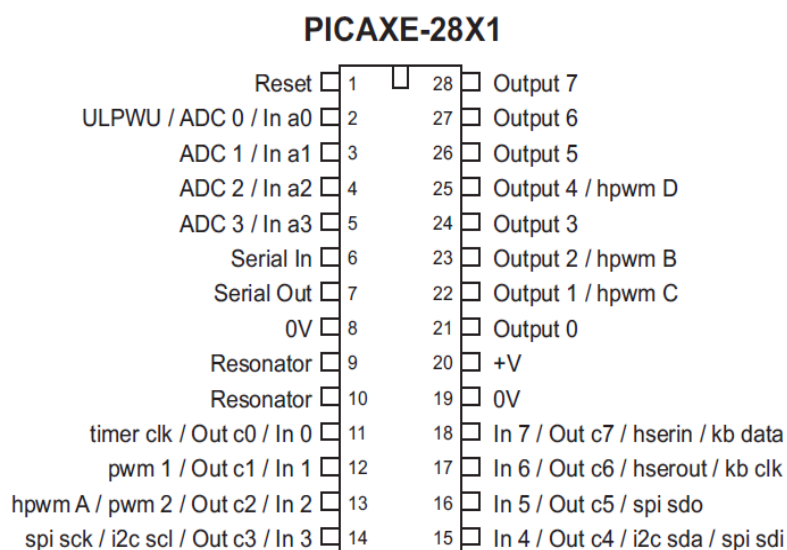 PICAXE-28X1
Reset 1 28 Output 7
ULPWU / ADC 0 / In a0 2 27 Output 6
ADC 1 / In a1 3 26 Output 5
ADC 2 / In a2 4 25 Output 4 / hpwm D
ADC 3 / In a3 5 24 Output 3
Serial In 6 23 Output 2 / hpwm B
Serial Out 7 22 Output 1 / hpwm C
0V 8 21 Output 0
Resonator 9 20 +V
Resonator 10 19 0V
timer clk / Out c0 / In 0 11 18 In 7 / Out c7 / hserin / kb data
pwm 1 / Out c1 / In 1 12 17 In 6 / Out c6 / hserout / kb clk
hpwm A / pwm 2 / Out c2 / In 2 13 16 In 5 / Out c5 / spi sdo
spi sck / i2c scl / Out c3 / In 3 14 15 In 4 / Out c4 / i2c sda / spi sdi